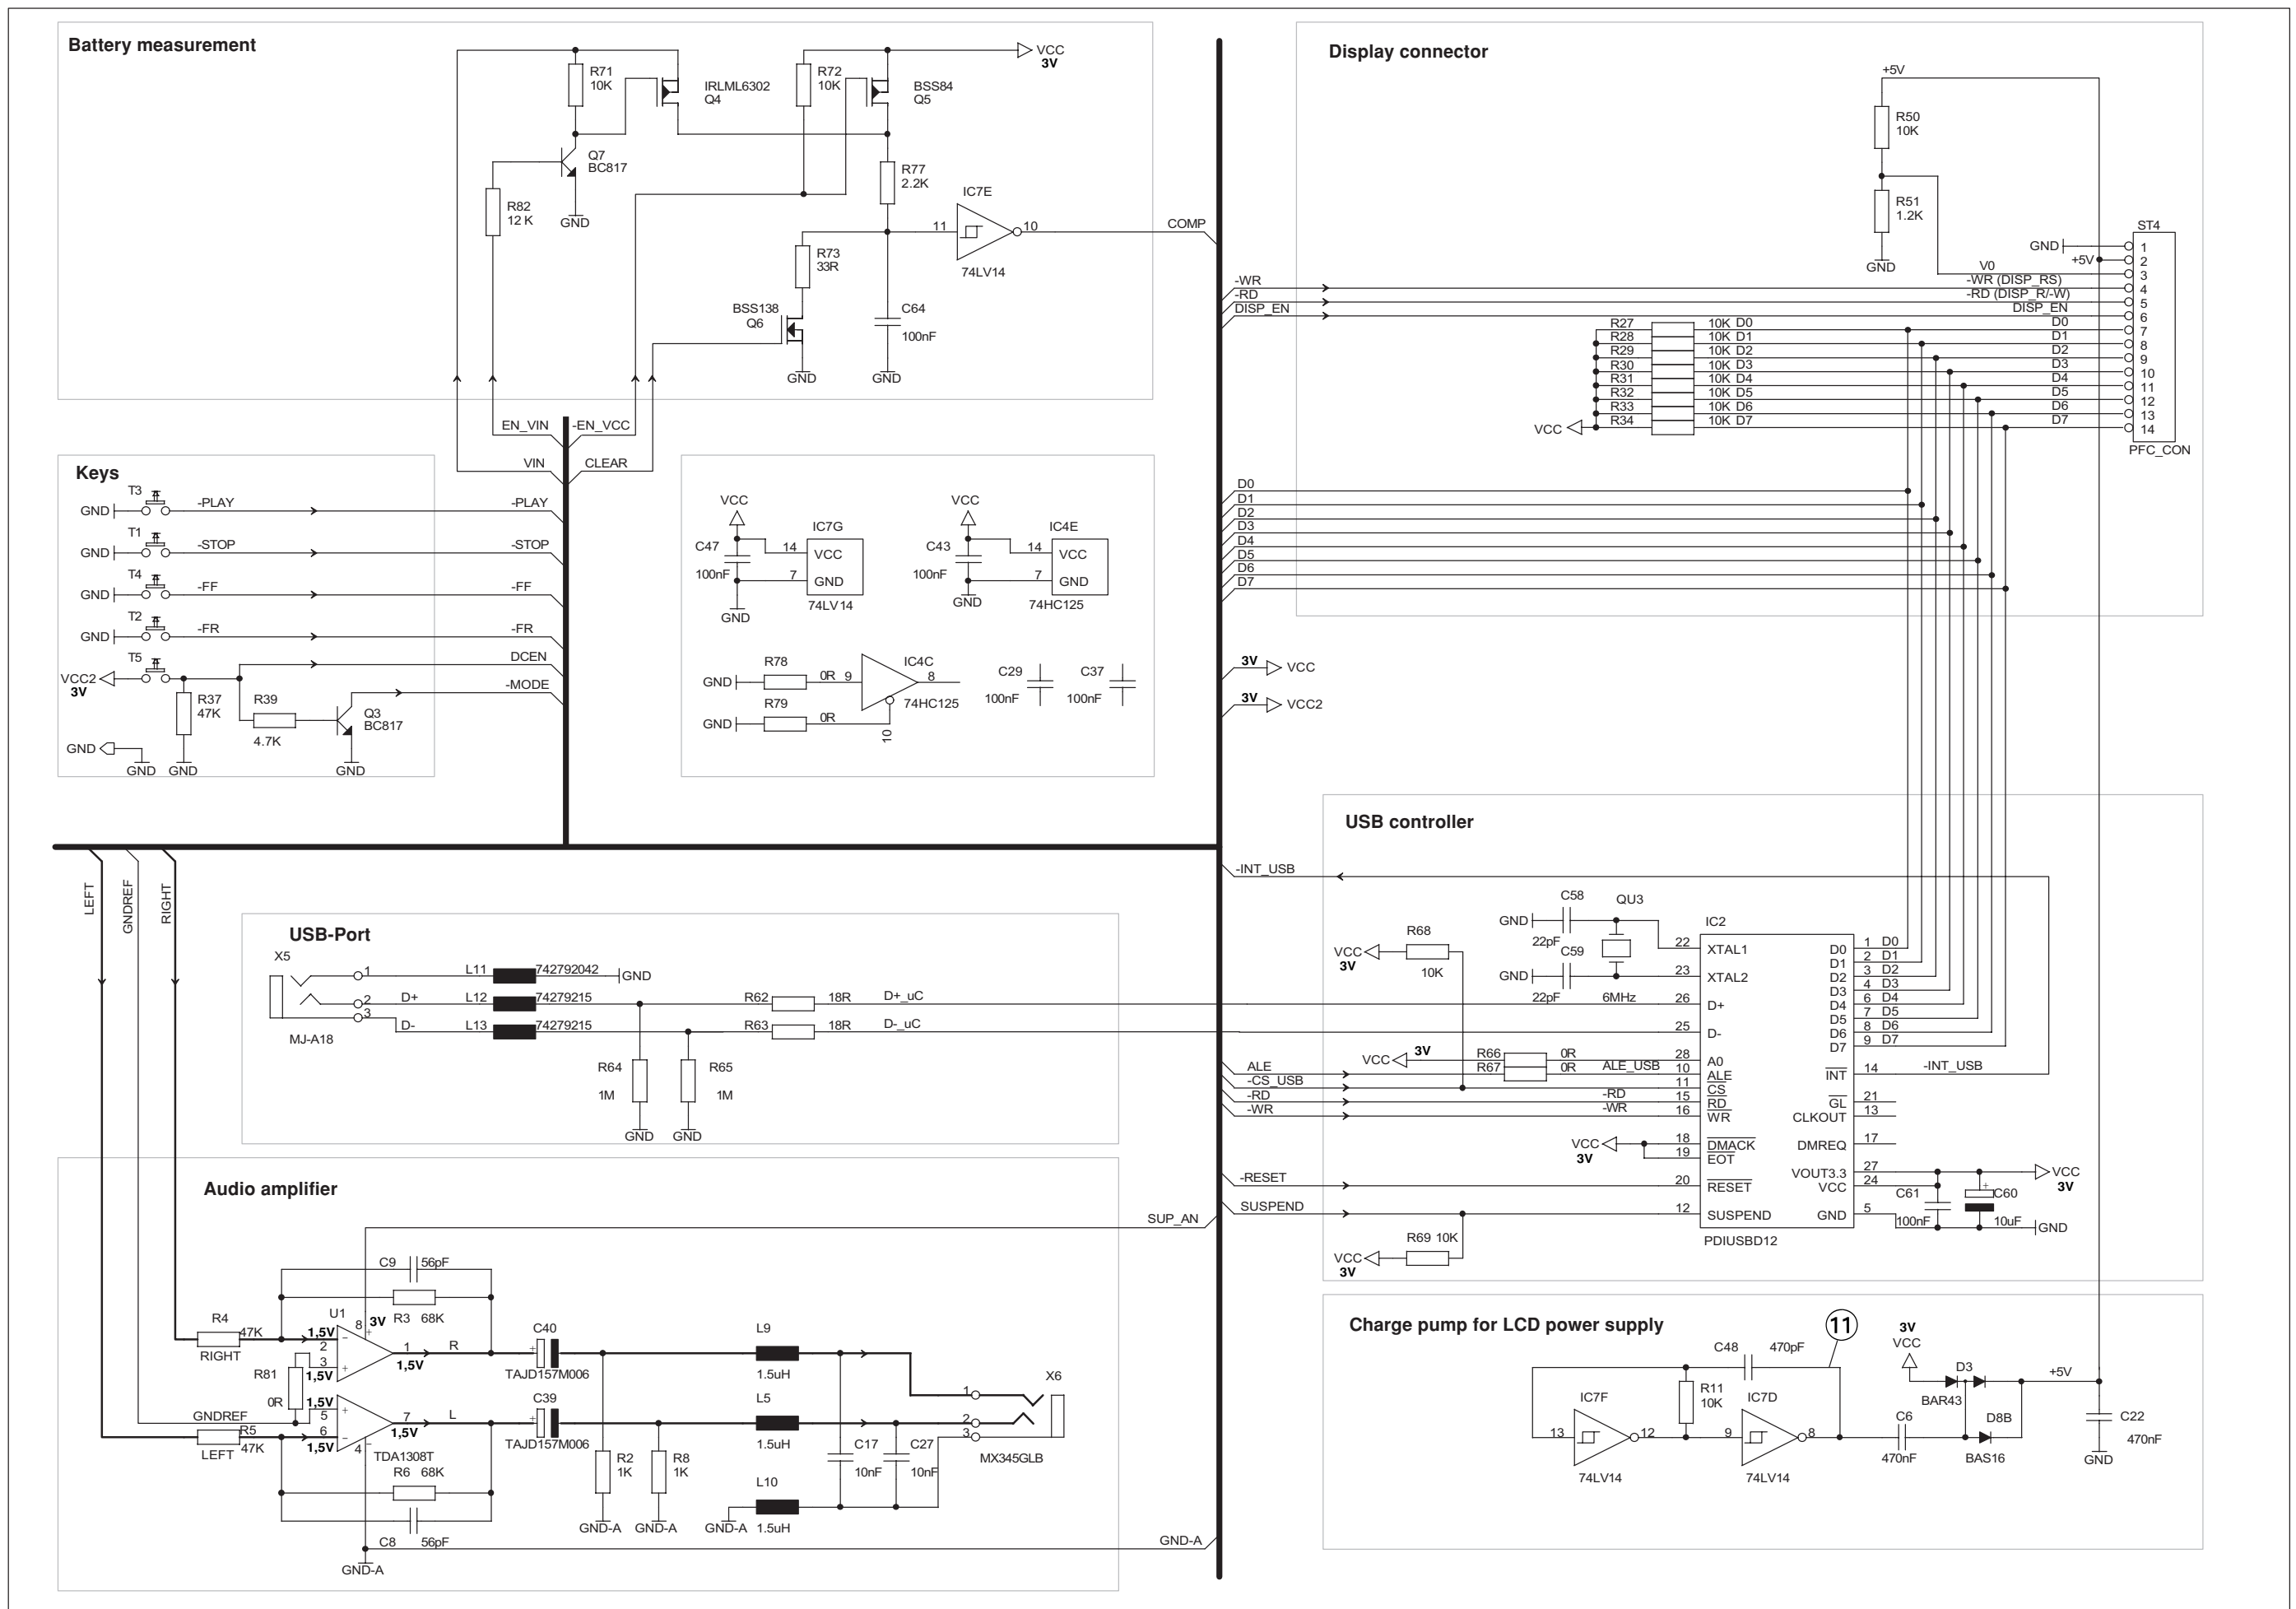 Battery measurement
R71
10K
IRLML6302
Q4
R72
10K
BSS84
Q5
VCC
3V
Q7
BC817
R82
12 K
GND
R77
2.2K
IC7E
11
10
74LV14
COMP
R73
33R
BSS138
Q6
C64
100nF
GND
GND
EN_VIN
-EN_VCC
VIN
CLEAR
Display connector
+5V
R50
10K
R51
1.2K
GND
ST4
GND
+5V
V0
-WR
-WR (DISP_RS)
-RD
-RD (DISP_R/-W)
DISP_EN
DISP_EN
1
2
3
4
5
6
7
8
9
10
11
12
13
14
R27 10K D0 D0
R28 10K D1 D1
R29 10K D2 D2
R30 10K D3 D3
R31 10K D4 D4
R32 10K D5 D5
R33 10K D6 D6
R34 10K D7 D7
VCC
PFC_CON
D0
D1
D2
D3
D4
D5
D6
D7
Keys
T3
GND -PLAY -PLAY
T1
GND -STOP -STOP
T4
GND -FF -FF
T2
GND -FR -FR
T5
DCEN
VCC2
3V
-MODE
R37
47K
R39
4.7K
Q3
BC817
GND
GND
GND
GND
VCC
IC7G
C47
100nF
14
VCC
7
GND
74LV14
GND
VCC
IC4E
C43
100nF
14
VCC
7
GND
74HC125
GND
R78
GND
0R
9
IC4C
8
74HC125
R79
GND
0R
10
C29
100nF
C37
100nF
3V VCC
3V VCC2
LEFT
GNDREF
RIGHT
USB-Port
X5
1
L11
742792042
GND
2
D+
L12
74279215
R62
18R
D+_uC
3
D-
L13
74279215
R63
18R
D-_uC
MJ-A18
R64
1M
R65
1M
GND
GND
USB controller
-INT_USB
C58
22pF
GND
QU3
C59
22pF
GND
6MHz
R68
10K
VCC
3V
IC2
22 XTAL1
23 XTAL2
26 D+
25 D-
28 A0
10 ALE
11 CS
15 RD
16 WR
18 DMACK
19 EOT
20 RESET
12 SUSPEND
D0 1 D0
D1 2 D1
D2 3 D2
D3 4 D3
D4 6 D4
D5 7 D5
D6 8 D6
D7 9 D7
INT 14 -INT_USB
GL 21
CLKOUT 13
DMREQ 17
VOUT3.3 27
VCC 24
GND 5
PDIUSBD12
VCC 3V
R66 0R
R67 0R
ALE_USB
ALE
-CS_USB
-RD
-RD
-WR
-WR
VCC
3V
-RESET
SUSPEND
R69 10K
VCC
3V
C61
100nF
+
C60
10uF
VCC
3V
GND
Audio amplifier
SUP_AN
C9
56pF
R3 68K
R4
47K
RIGHT
U1
1,5V
2
3
1,5V
8
3V
1
1,5V
R
R81
0R
1,5V
5
6
1,5V
7
1,5V
L
4
GNDREF
R5
47K
LEFT
TDA1308T
R6 68K
C8
56pF
GND-A
C40
+
TAJD157M006
C39
+
TAJD157M006
R2
1K
R8
1K
GND-A
GND-A
L9
1.5uH
L5
1.5uH
L10
GND-A
1.5uH
C17
10nF
C27
10nF
X6
1
2
3
MX345GLB
GND-A
Charge pump for LCD power supply
11
C48
470pF
R11
10K
IC7F
13
12
74LV14
IC7D
9
8
74LV14
3V
VCC
D3
BAR43
C6
470nF
D8B
BAS16
+5V
C22
470nF
GND